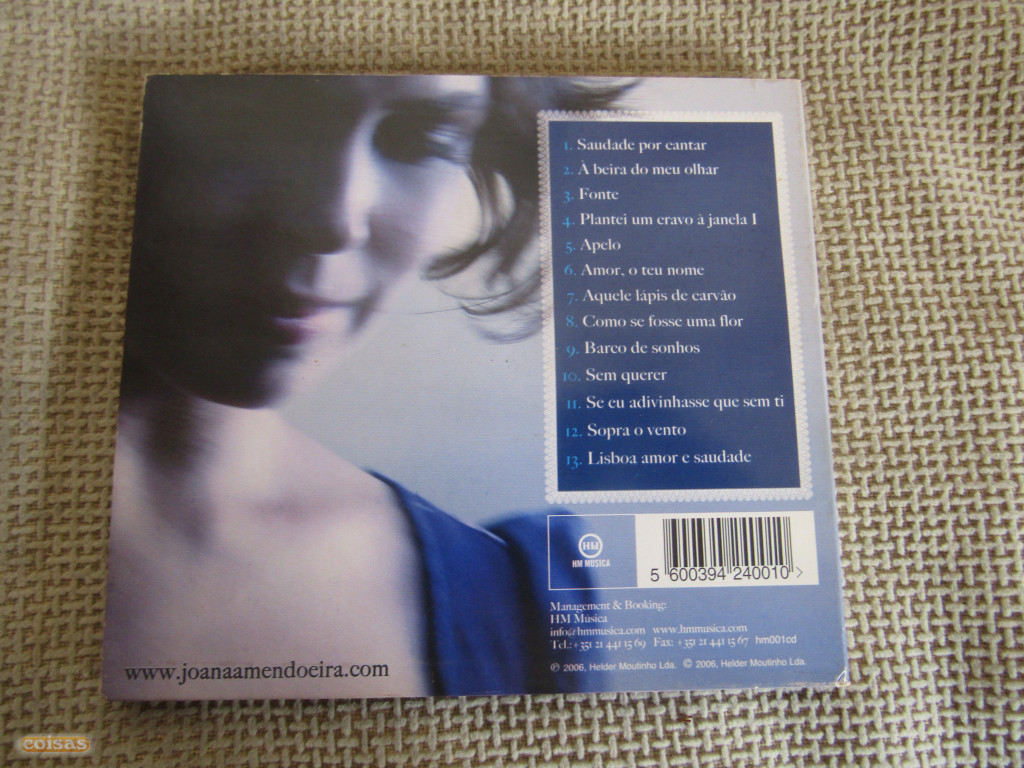 1. Saudade por cantar
2. À beira do meu olhar
3. Fonte
4. Plantei um cravo à janela I
5. Apelo
6. Amor, o teu nome
7. Aquele lápis de carvão
8. Como se fosse uma flor
9. Barco de sonhos
10. Sem querer
11. Se eu adivinhasse que sem ti
12. Sopra o vento
13. Lisboa amor e saudade
HM
HM MÚSICA
5 600394 240010 >
Management & Booking:
HM Música
info@hmmusica.com www.hmmusica.com
Tel.: +351 21 441 15 69 Fax: +351 21 441 15 67 hm001cd
℗ 2006, Helder Moutinho Lda. © 2006, Helder Moutinho Lda.
www.joanaamendoeira.com
coisas